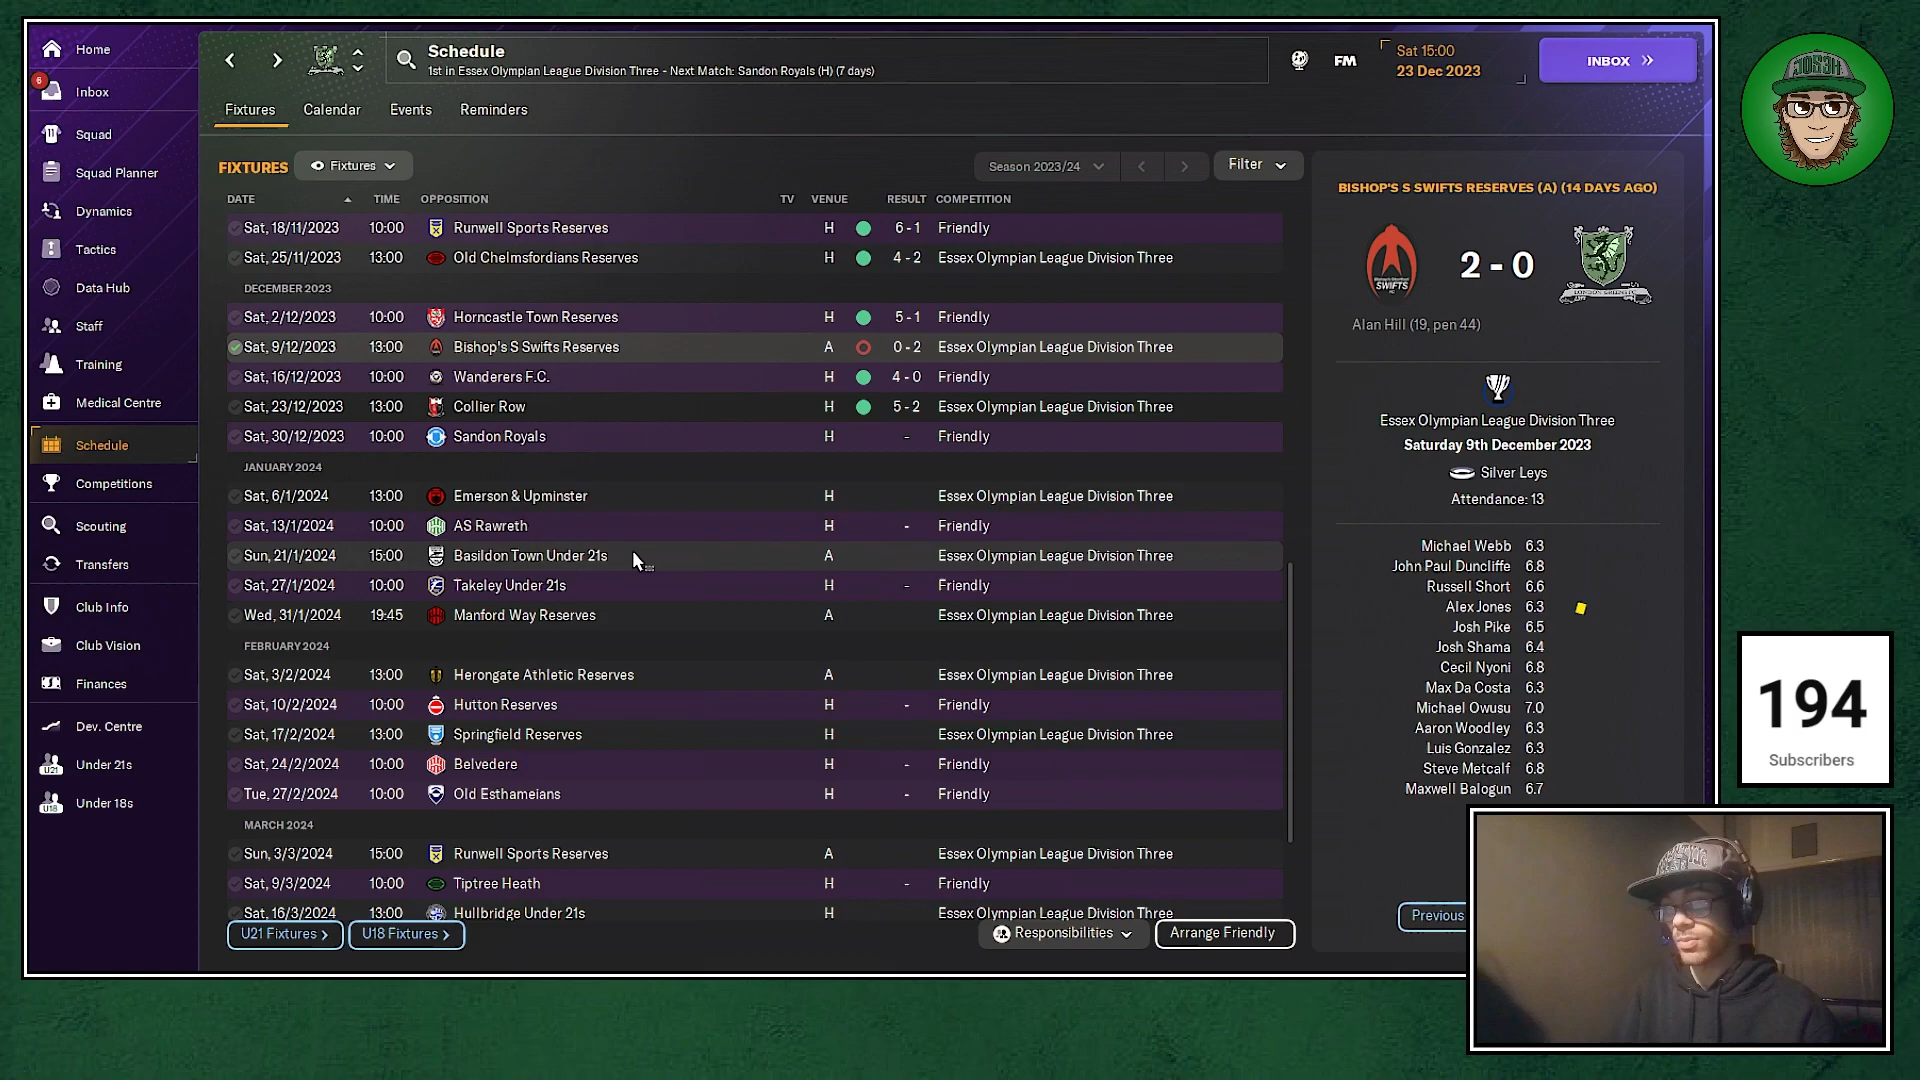 Home
Schedule
1st in Essex Olympian League Division Three - Next Match: Sandon Royals (H) (7 days)
FM
Sat 15:00
23 Dec 2023
INBOX
JOS3H
6
Inbox
Fixtures
Calendar
Events
Reminders
Squad
Squad Planner
Dynamics
Tactics
Data Hub
Staff
Training
Medical Centre
Schedule
Competitions
Scouting
Transfers
Club Info
Club Vision
Finances
Dev. Centre
U21 Under 21s
U18 Under 18s
FIXTURES
Fixtures
Season 2023/24
Filter
DATE TIME OPPOSITION TV VENUE RESULT COMPETITION
Sat, 18/11/2023 10:00 Runwell Sports Reserves H 6 - 1 Friendly
Sat, 25/11/2023 13:00 Old Chelmsfordians Reserves H 4 - 2 Essex Olympian League Division Three
DECEMBER 2023
Sat, 2/12/2023 10:00 Horncastle Town Reserves H 5 - 1 Friendly
Sat, 9/12/2023 13:00 Bishop's S Swifts Reserves A 0 - 2 Essex Olympian League Division Three
Sat, 16/12/2023 10:00 Wanderers F.C. H 4 - 0 Friendly
Sat, 23/12/2023 13:00 Collier Row H 5 - 2 Essex Olympian League Division Three
Sat, 30/12/2023 10:00 Sandon Royals H - Friendly
JANUARY 2024
Sat, 6/1/2024 13:00 Emerson & Upminster H Essex Olympian League Division Three
Sat, 13/1/2024 10:00 AS Rawreth H - Friendly
Sun, 21/1/2024 15:00 Basildon Town Under 21s A Essex Olympian League Division Three
Sat, 27/1/2024 10:00 Takeley Under 21s H - Friendly
Wed, 31/1/2024 19:45 Manford Way Reserves A Essex Olympian League Division Three
FEBRUARY 2024
Sat, 3/2/2024 13:00 Herongate Athletic Reserves A Essex Olympian League Division Three
Sat, 10/2/2024 10:00 Hutton Reserves H - Friendly
Sat, 17/2/2024 13:00 Springfield Reserves H Essex Olympian League Division Three
Sat, 24/2/2024 10:00 Belvedere H - Friendly
Tue, 27/2/2024 10:00 Old Esthameians H - Friendly
MARCH 2024
Sun, 3/3/2024 15:00 Runwell Sports Reserves A Essex Olympian League Division Three
Sat, 9/3/2024 10:00 Tiptree Heath H - Friendly
Sat, 16/3/2024 13:00 Hullbridge Under 21s H Essex Olympian League Division Three
U21 Fixtures
U18 Fixtures
Responsibilities
Arrange Friendly
BISHOP'S S SWIFTS RESERVES (A) (14 DAYS AGO)
SWIFTS
2 - 0
LONDON GREENS FC
Alan Hill (19, pen 44)
Essex Olympian League Division Three
Saturday 9th December 2023
Silver Leys
Attendance: 13
Michael Webb 6.3
John Paul Duncliffe 6.8
Russell Short 6.6
Alex Jones 6.3
Josh Pike 6.5
Josh Shama 6.4
Cecil Nyoni 6.8
Max Da Costa 6.3
Michael Owusu 7.0
Aaron Woodley 6.3
Luis Gonzalez 6.3
Steve Metcalf 6.8
Maxwell Balogun 6.7
Previous
194
Subscribers